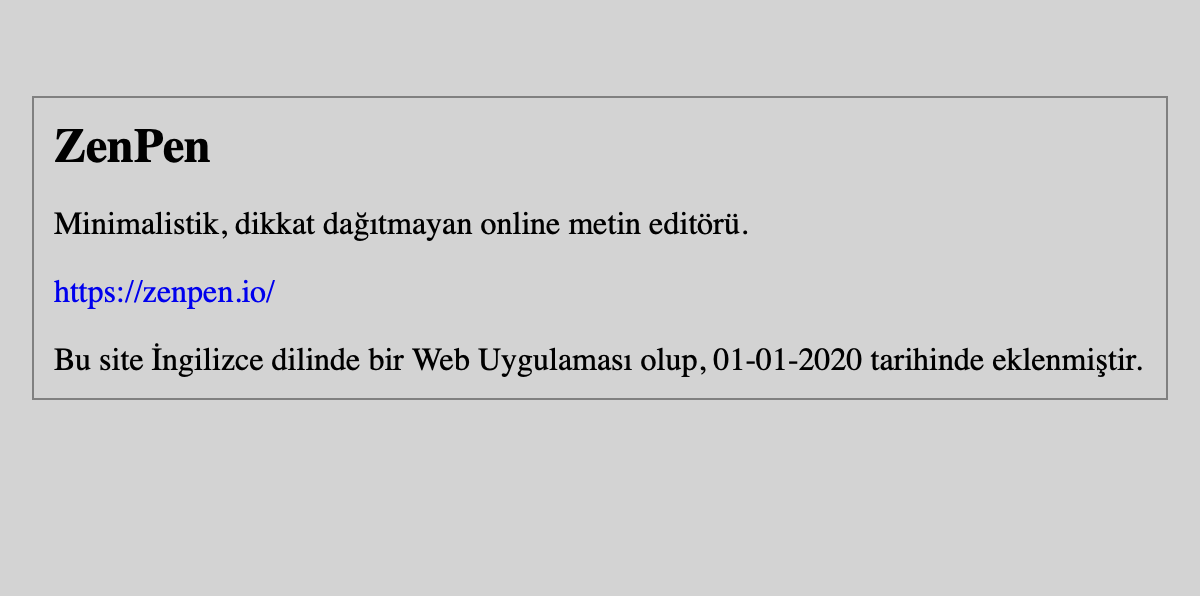 ZenPen
Minimalistik, dikkat dağıtmayan online metin editörü.
https://zenpen.io/
Bu site İngilizce dilinde bir Web Uygulaması olup, 01-01-2020 tarihinde eklenmiştir.